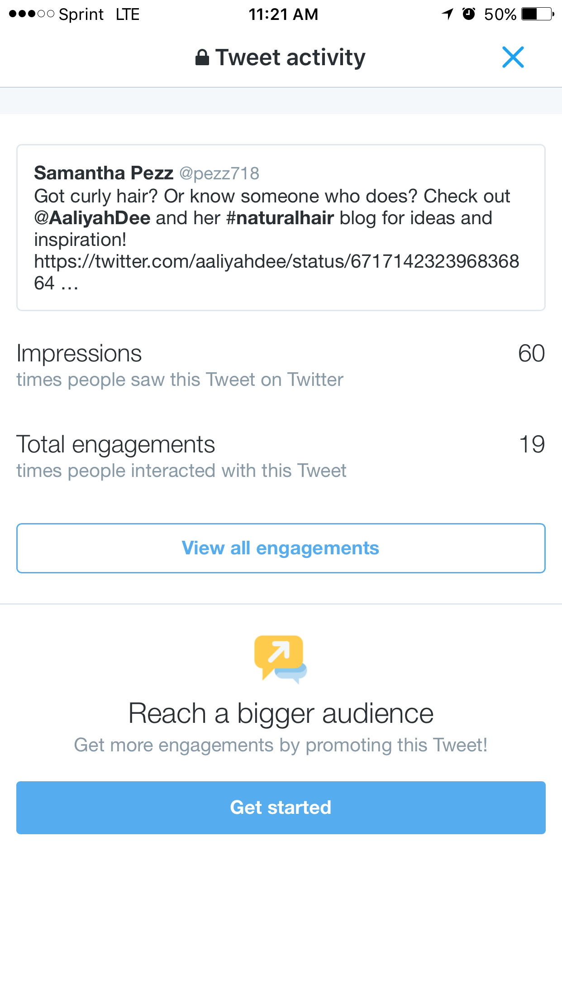 Sprint LTE 11:21 AM 50%
Tweet activity
Samantha Pezz @pezz718
Got curly hair? Or know someone who does? Check out
@AaliyahDee and her #naturalhair blog for ideas and
inspiration!
https://twitter.com/aaliyahdee/status/6717142323968368
64 …
Impressions 60
times people saw this Tweet on Twitter
Total engagements 19
times people interacted with this Tweet
View all engagements
Reach a bigger audience
Get more engagements by promoting this Tweet!
Get started